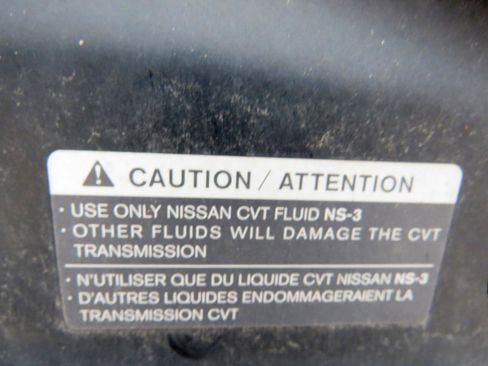 CAUTION / ATTENTION
· USE ONLY NISSAN CVT FLUID NS-3
· OTHER FLUIDS WILL DAMAGE THE CVT
TRANSMISSION
· N'UTILISER QUE DU LIQUIDE CVT NISSAN NS-3
· D'AUTRES LIQUIDES ENDOMMAGERAIENT LA
TRANSMISSION CVT